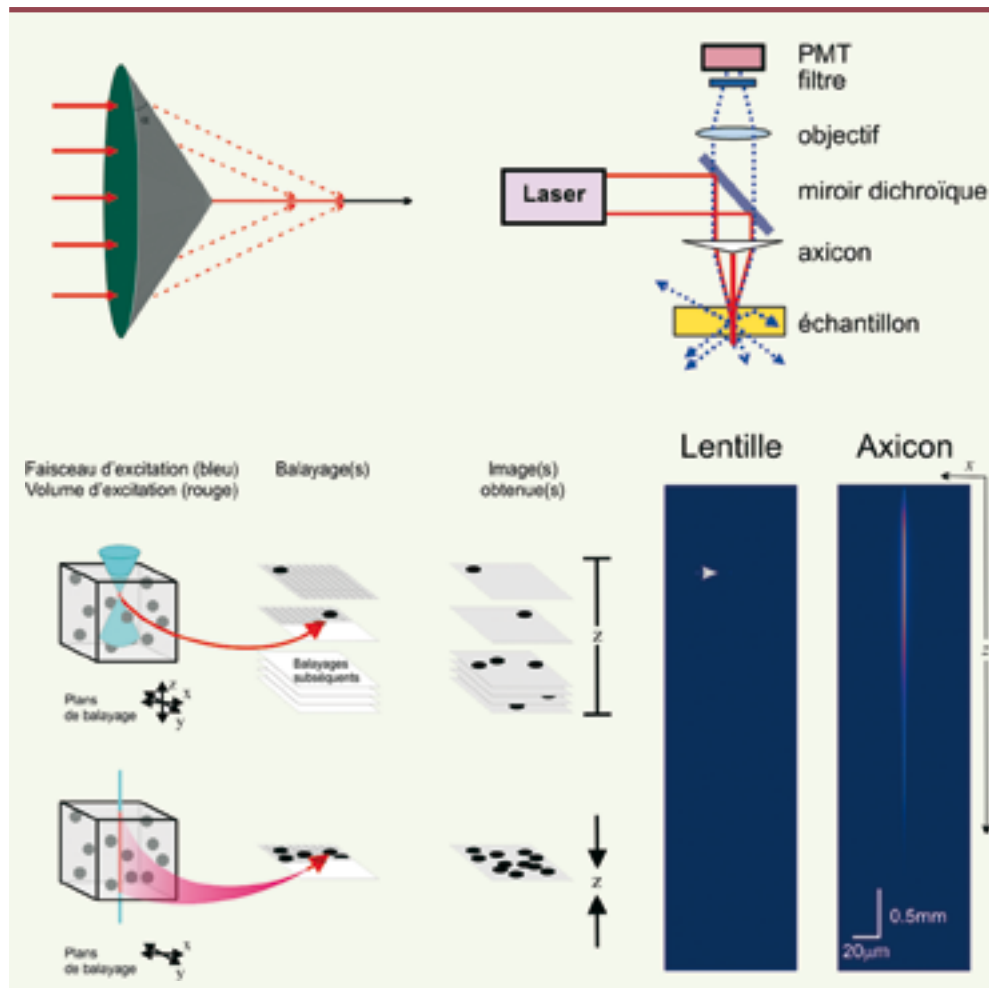 PMT
filtre
objectif
Laser
miroir dichroïque
axicon
échantillon
Faisceau d'excitation (bleu)
Volume d'excitation (rouge)
Balayage(s)
Image(s)
obtenue(s)
Balayages
subséquents
z
Plans
de balayage
z
x
y
z
Plans
de balayage
x
y
Lentille
Axicon
x
z
0.5mm
20µm